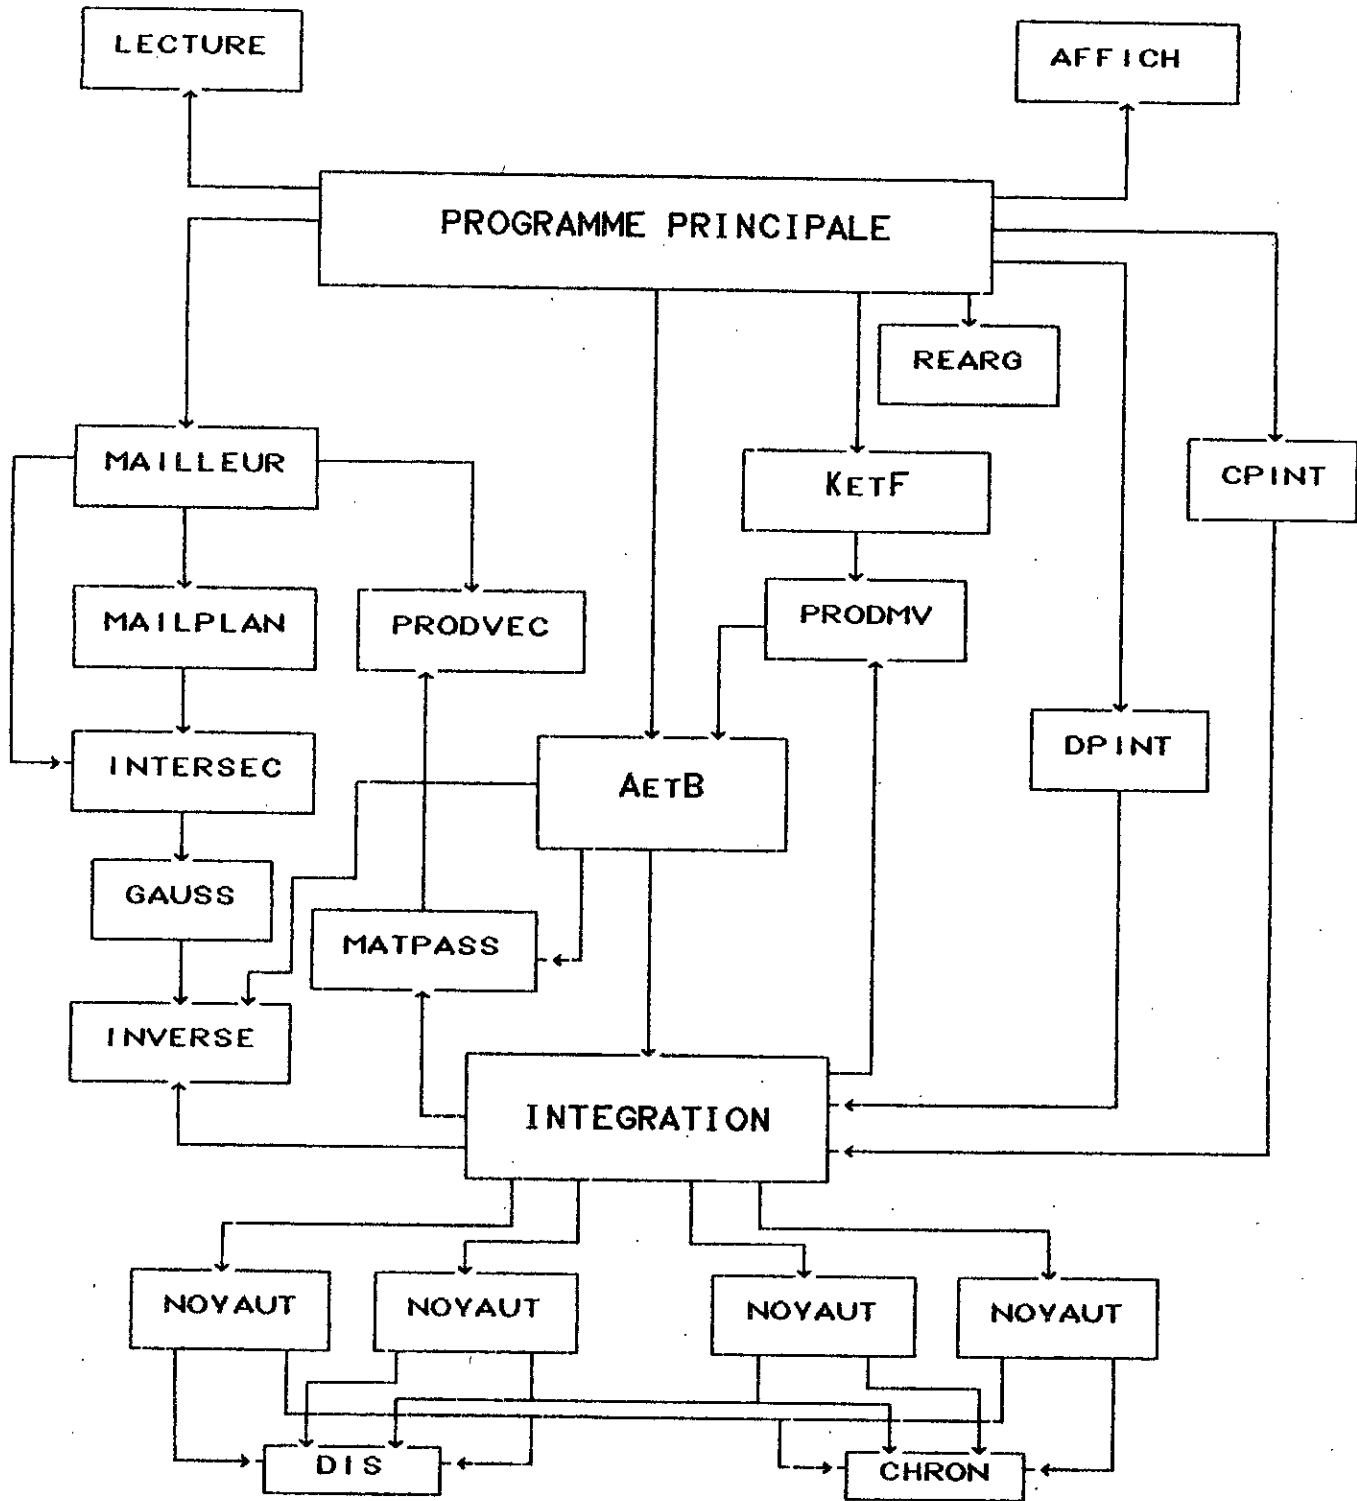 LECTURE
AFFICH
PROGRAMME PRINCIPALE
REARG
MAILLEUR
KETF
CPINT
MAILPLAN
PRODVEC
PRODMV
INTERSEC
AETB
DPINT
GAUSS
MATPASS
INVERSE
INTEGRATION
NOYAUT
NOYAUT
NOYAUT
NOYAUT
DIS
CHRON